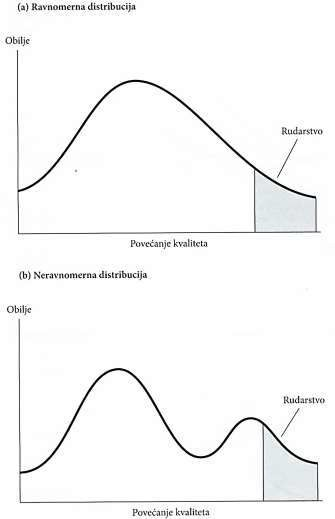 (a) Ravnomerna distribucija
Obilje
Rudarstvo
Povećanje kvaliteta
(b) Neravnomerna distribucija
Obilje
Rudarstvo
Povećanje kvaliteta